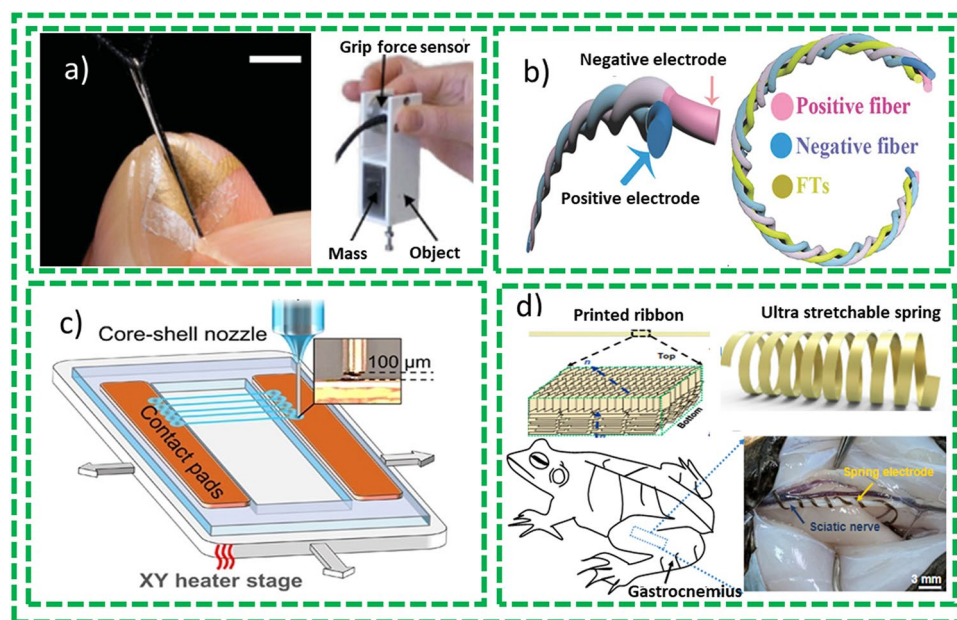 a)
Grip force sensor
Mass
Object
b)
Negative electrode
Positive electrode
Positive fiber
Negative fiber
FTs
c)
Core-shell nozzle
100 µm
Contact pads
XY heater stage
d)
Printed ribbon
Ultra stretchable spring
Top
n
Bottom
Spring electrode
Sciatic nerve
Gastrocnemius
3 mm